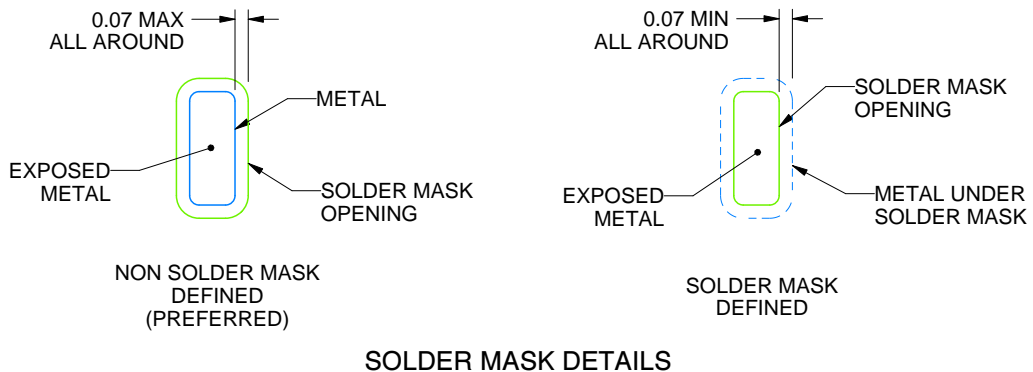 0.07 MAX
ALL AROUND
METAL
EXPOSED
METAL
SOLDER MASK
OPENING
NON SOLDER MASK
DEFINED
(PREFERRED)
0.07 MIN
ALL AROUND
SOLDER MASK
OPENING
EXPOSED
METAL
METAL UNDER
SOLDER MASK
SOLDER MASK
DEFINED
SOLDER MASK DETAILS